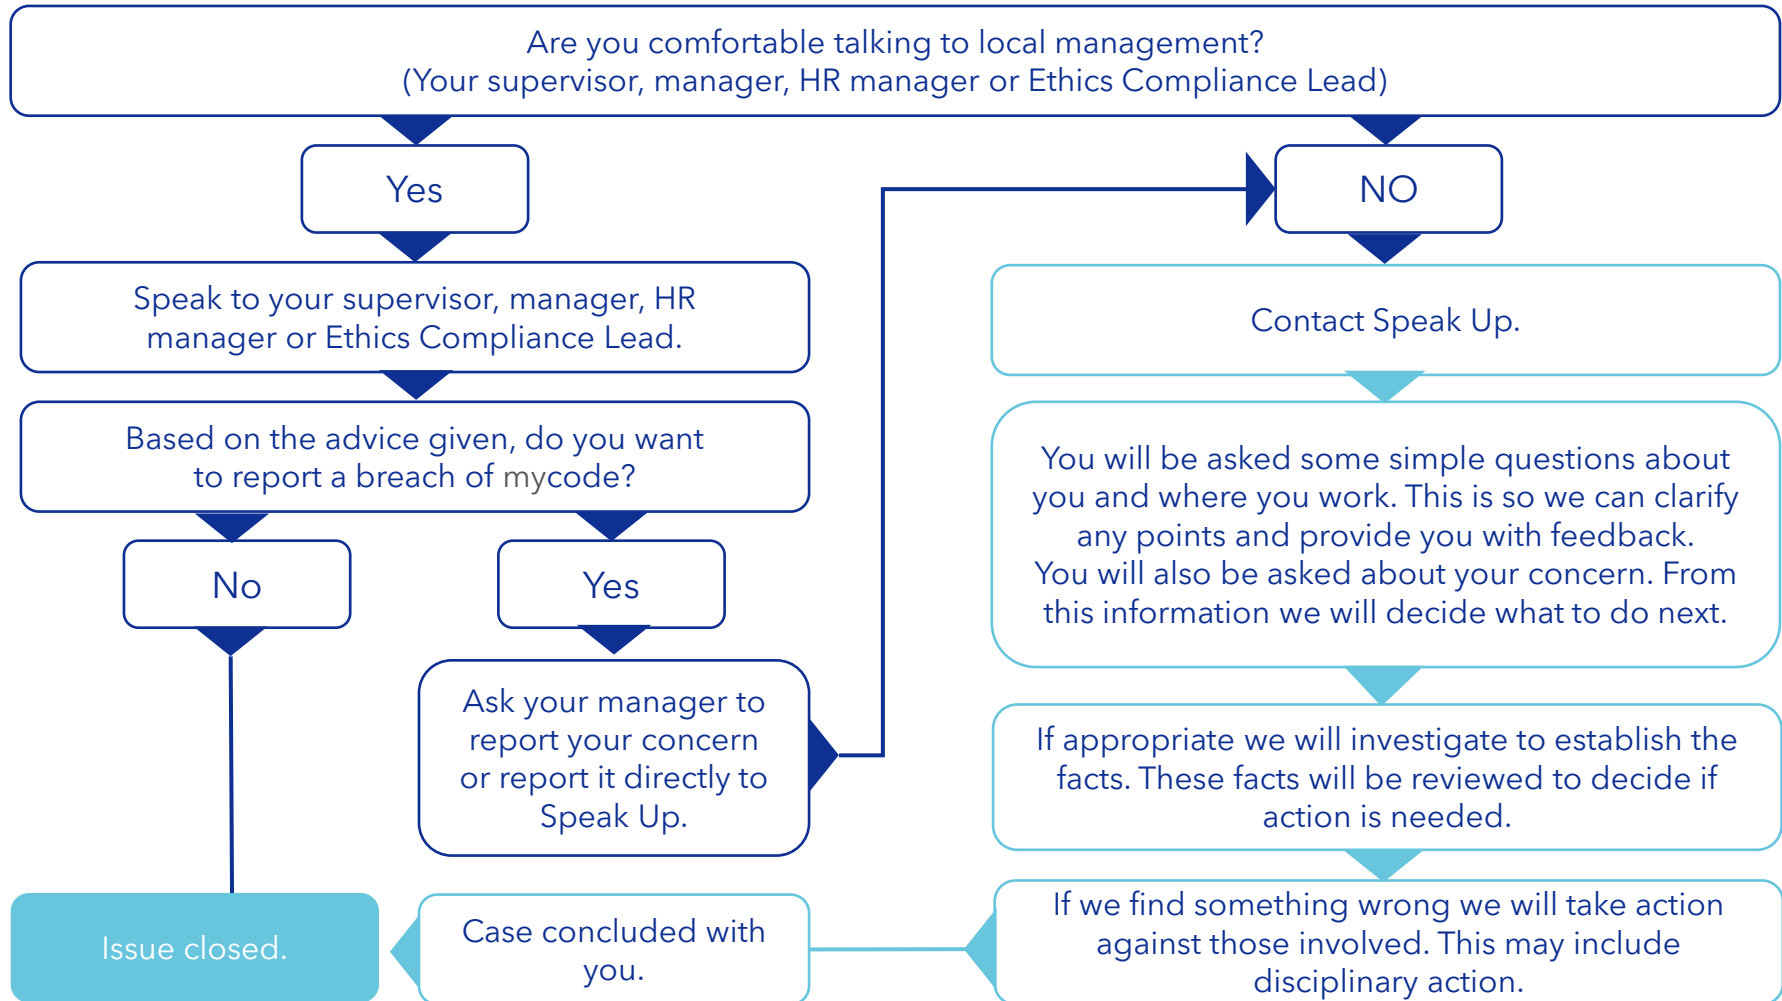 Are you comfortable talking to local management?
(Your supervisor, manager, HR manager or Ethics Compliance Lead)
Yes
NO
Speak to your supervisor, manager, HR
manager or Ethics Compliance Lead.
Contact Speak Up.
Based on the advice given, do you want
to report a breach of mycode?
No
Yes
You will be asked some simple questions about
you and where you work. This is so we can clarify
any points and provide you with feedback.
You will also be asked about your concern. From
this information we will decide what to do next.
Ask your manager to
report your concern
or report it directly to
Speak Up.
If appropriate we will investigate to establish the
facts. These facts will be reviewed to decide if
action is needed.
If we find something wrong we will take action
against those involved. This may include
disciplinary action.
Case concluded with
you.
Issue closed.